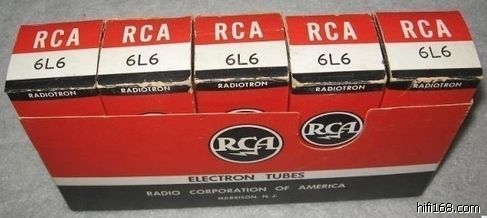 RCA RCA RCA RCA RCA
6L6 6L6 6L6 6L6 6L6
RADIOTRON RADIOTRON RADIOTRON RADIOTRON RADIOTRON
RCA RCA
ELECTRON TUBES
RADIO CORPORATION OF AMERICA
HARRISON, N. J.
hifi168.com